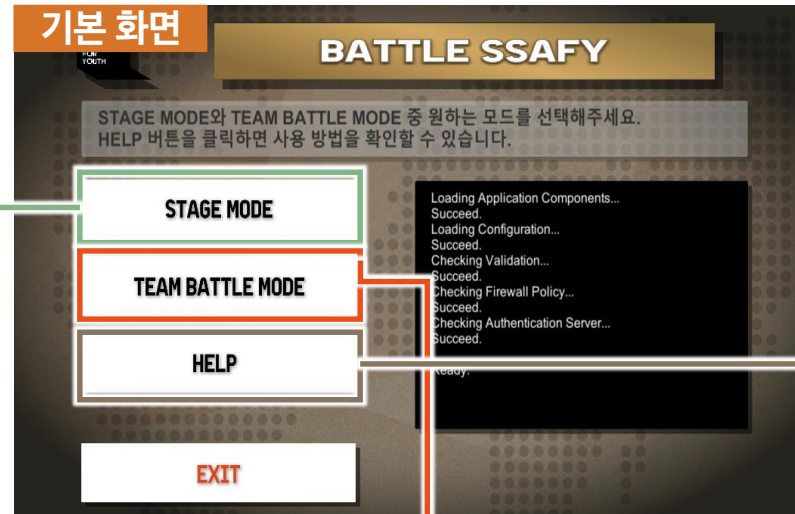 기본 화면
FOR
YOUTH
BATTLE SSAFY
STAGE MODE와 TEAM BATTLE MODE 중 원하는 모드를 선택해주세요.
HELP 버튼을 클릭하면 사용 방법을 확인할 수 있습니다.
STAGE MODE
TEAM BATTLE MODE
HELP
EXIT
Loading Application Components...
Succeed.
Loading Configuration...
Succeed.
Checking Validation...
Succeed.
Checking Firewall Policy...
Succeed.
Checking Authentication Server...
Succeed.
Ready.